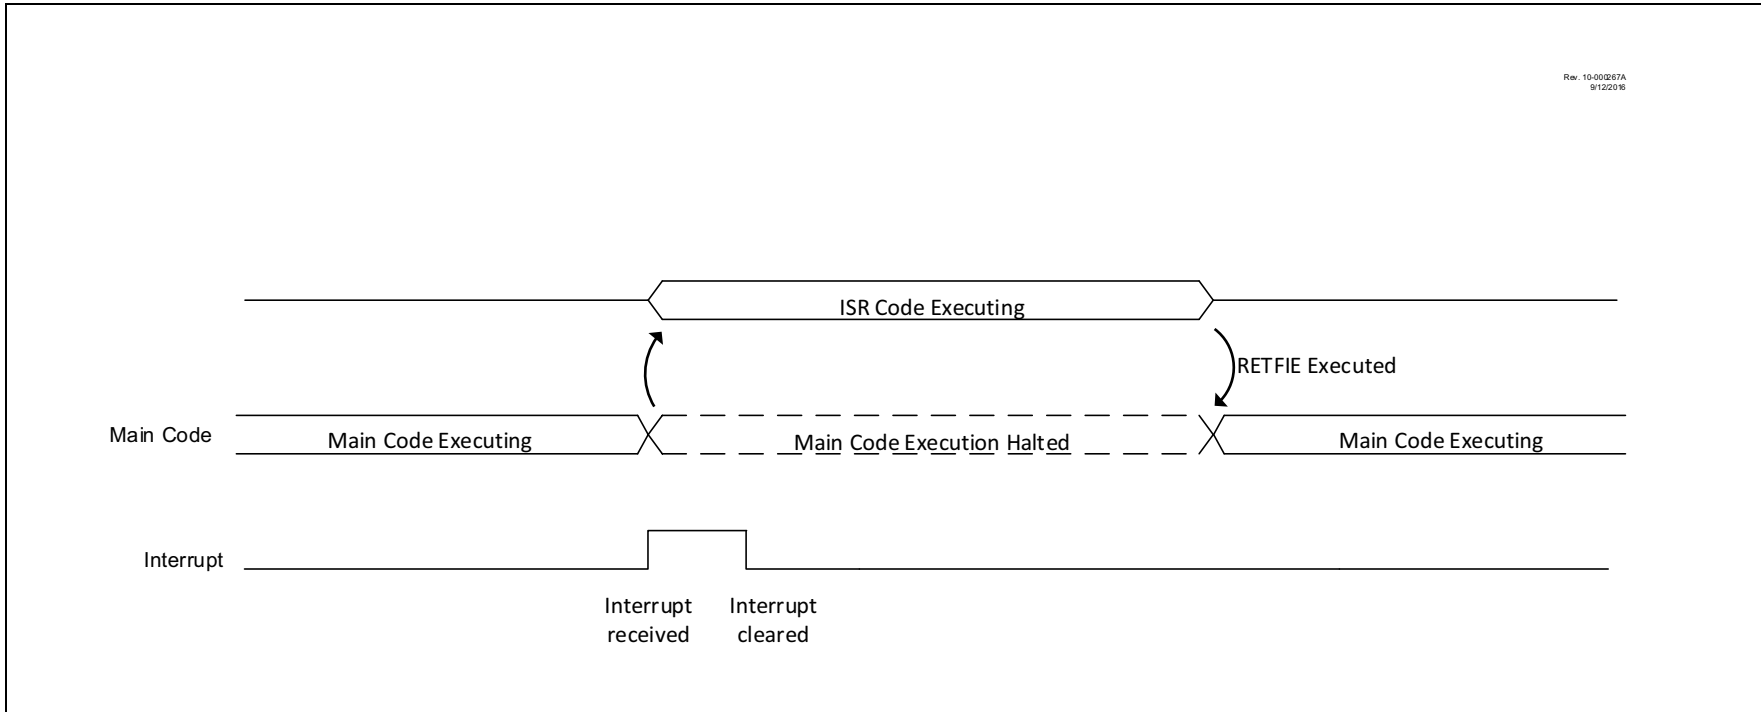 Rev. 10-000267A
9/12/2016
ISR Code Executing
RETFIE Executed
Main Code
Main Code Executing
Main Code Execution Halted
Main Code Executing
Interrupt
Interrupt
received
Interrupt
cleared